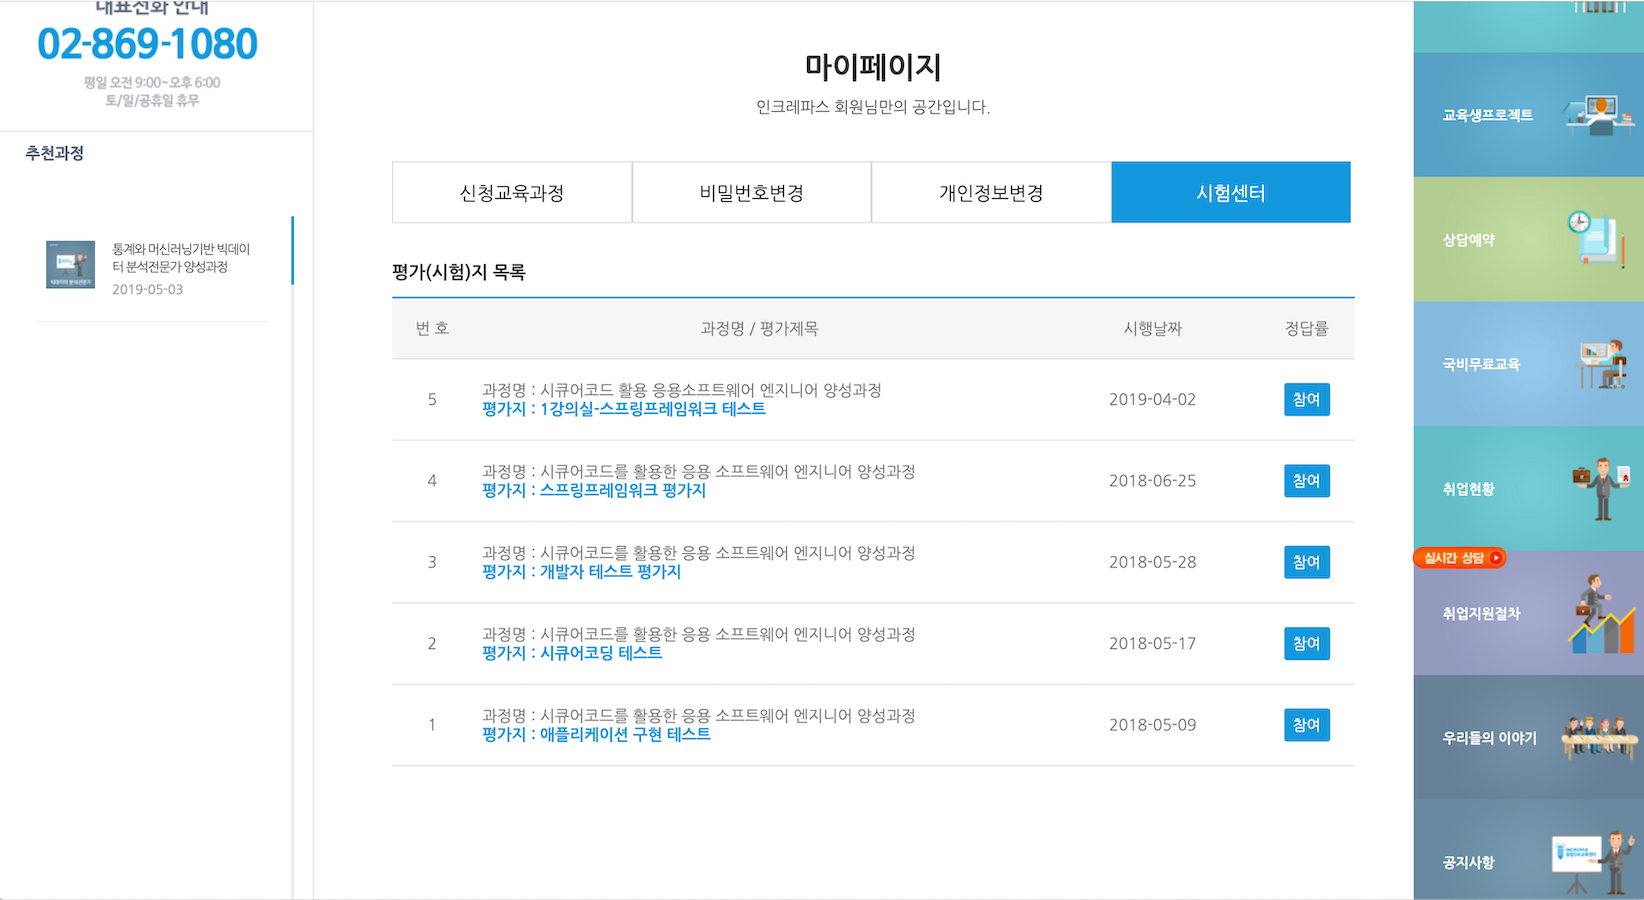 대표전화 안내
02-869-1080
평일 오전 9:00~오후 6:00
토/일/공휴일 휴무
추천과정
통계와 머신러닝기반 빅데이
터 분석전문가 양성과정
2019-05-03
마이페이지
인크레파스 회원님만의 공간입니다.
신청교육과정
비밀번호변경
개인정보변경
시험센터
평가(시험)지 목록
번 호 과정명 / 평가제목 시행날짜 정답률
과정명 : 시큐어코드 활용 응용소프트웨어 엔지니어 양성과정
5 평가지 : 1강의실-스프링프레임워크 테스트 2019-04-02 참여
과정명 : 시큐어코드를 활용한 응용 소프트웨어 엔지니어 양성과정
4 평가지 : 스프링프레임워크 평가지 2018-06-25 참여
과정명 : 시큐어코드를 활용한 응용 소프트웨어 엔지니어 양성과정
3 평가지 : 개발자 테스트 평가지 2018-05-28 참여
과정명 : 시큐어코드를 활용한 응용 소프트웨어 엔지니어 양성과정
2 평가지 : 시큐어코딩 테스트 2018-05-17 참여
과정명 : 시큐어코드를 활용한 응용 소프트웨어 엔지니어 양성과정
1 평가지 : 애플리케이션 구현 테스트 2018-05-09 참여
교육생프로젝트
상담예약
국비무료교육
취업현황
실시간 상담
취업지원절차
우리들의 이야기
공지사항